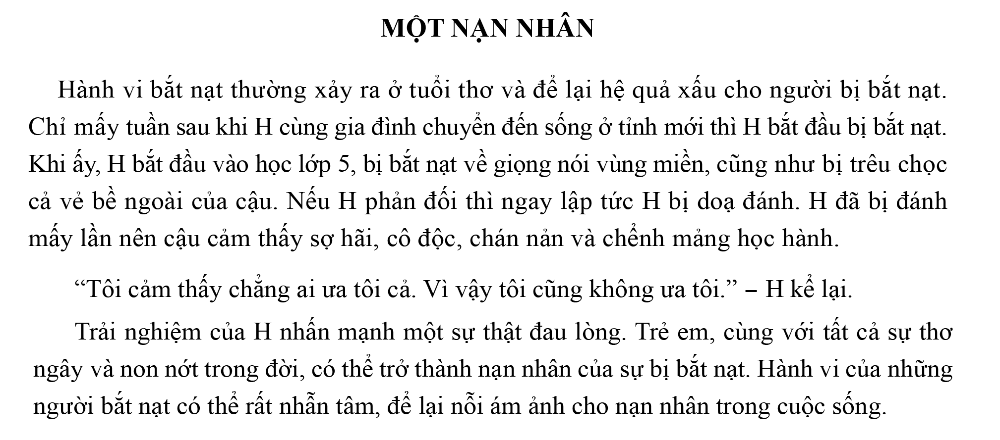 MỘT NẠN NHÂN
Hành vi bắt nạt thường xảy ra ở tuổi thơ và để lại hệ quả xấu cho người bị bắt nạt.
Chỉ mấy tuần sau khi H cùng gia đình chuyển đến sống ở tỉnh mới thì H bắt đầu bị bắt nạt.
Khi ấy, H bắt đầu vào học lớp 5, bị bắt nạt về giọng nói vùng miền, cũng như bị trêu chọc
cả vẻ bề ngoài của cậu. Nếu H phản đối thì ngay lập tức H bị doạ đánh. H đã bị đánh
mấy lần nên cậu cảm thấy sợ hãi, cô độc, chán nản và chểnh mảng học hành.
“Tôi cảm thấy chẳng ai ưa tôi cả. Vì vậy tôi cũng không ưa tôi.” – H kể lại.
Trải nghiệm của H nhấn mạnh một sự thật đau lòng. Trẻ em, cùng với tất cả sự thơ
ngây và non nớt trong đời, có thể trở thành nạn nhân của sự bị bắt nạt. Hành vi của những
người bắt nạt có thể rất nhẫn tâm, để lại nỗi ám ảnh cho nạn nhân trong cuộc sống.